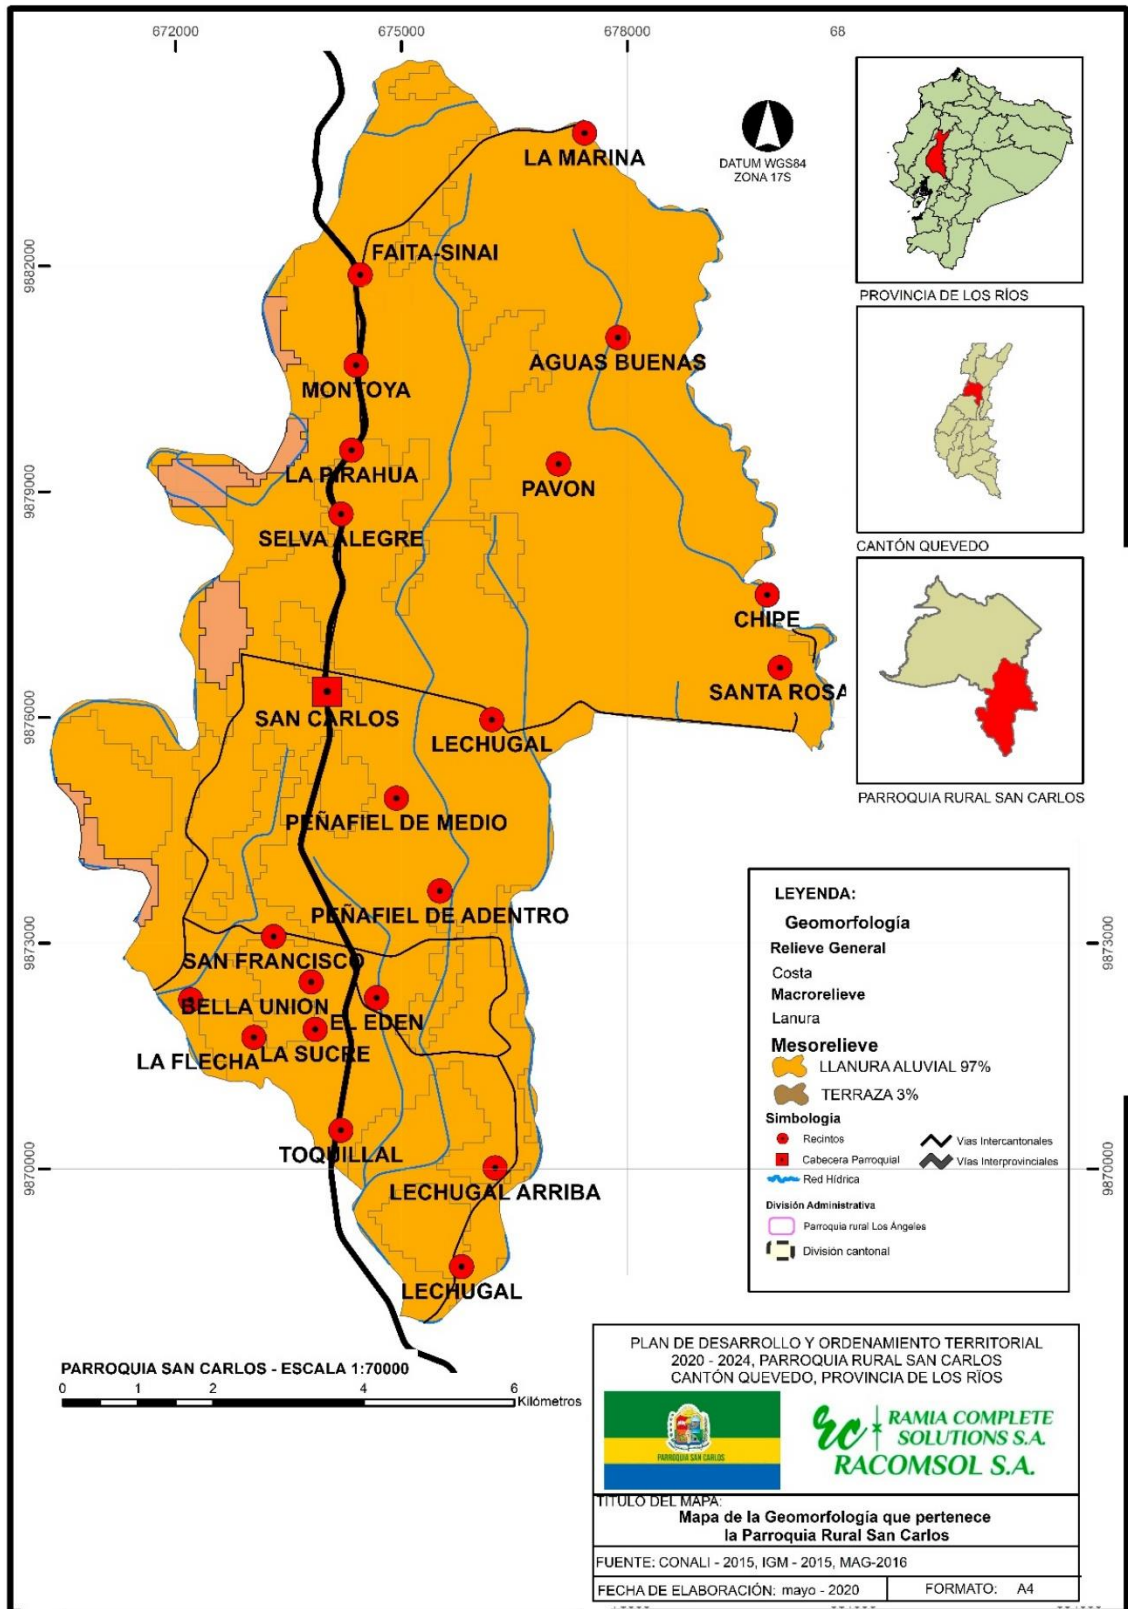 672000
675000
678000
68
9882000
9879000
9876000
9873000
9870000
9873000
9870000
DATUM WGS84
ZONA 17S
LA MARINA
FAITA-SINAI
AGUAS BUENAS
MONTOYA
LA PIRAHUA
PAVON
SELVA ALEGRE
CHIPE
SANTA ROSA
SAN CARLOS
LECHUGAL
PEÑAFIEL DE MEDIO
PEÑAFIEL DE ADENTRO
SAN FRANCISCO
BELLA UNION
EL EDEN
LA FLECHA
LA SUCRE
TOQUILLAL
LECHUGAL ARRIBA
LECHUGAL
PROVINCIA DE LOS RÍOS
CANTÓN QUEVEDO
PARROQUIA RURAL SAN CARLOS
LEYENDA:
Geomorfología
Relieve General
Costa
Macrorelieve
Lanura
Mesorelieve
LLANURA ALUVIAL 97%
TERRAZA 3%
Simbología
Recintos
Vias Intercantonales
Cabecera Parroquial
Vías Interprovinciales
Red Hídrica
División Administrativa
Parroquia rural Los Ángeles
División cantonal
PARROQUIA SAN CARLOS - ESCALA 1:70000
0 1 2 4 6
Kilómetros
PLAN DE DESARROLLO Y ORDENAMIENTO TERRITORIAL
2020 - 2024, PARROQUIA RURAL SAN CARLOS
CANTÓN QUEVEDO, PROVINCIA DE LOS RÏOS
PARROQUIA SAN CARLOS
rc
RAMIA COMPLETE
SOLUTIONS S.A.
RACOMSOL S.A.
TITULO DEL MAPA:
Mapa de la Geomorfología que pertenece
la Parroquia Rural San Carlos
FUENTE: CONALI - 2015, IGM - 2015, MAG-2016
FECHA DE ELABORACIÓN: mayo - 2020
FORMATO: A4